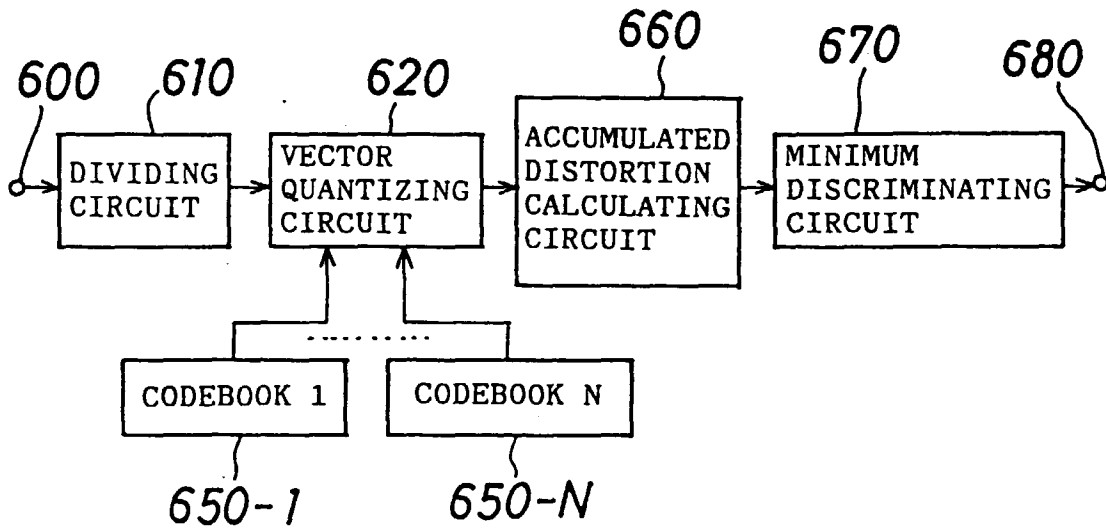 600
610
620
660
670
680
DIVIDING
CIRCUIT
VECTOR
QUANTIZING
CIRCUIT
ACCUMULATED
DISTORTION
CALCULATING
CIRCUIT
MINIMUM
DISCRIMINATING
CIRCUIT
CODEBOOK 1
CODEBOOK N
650-1
650-N